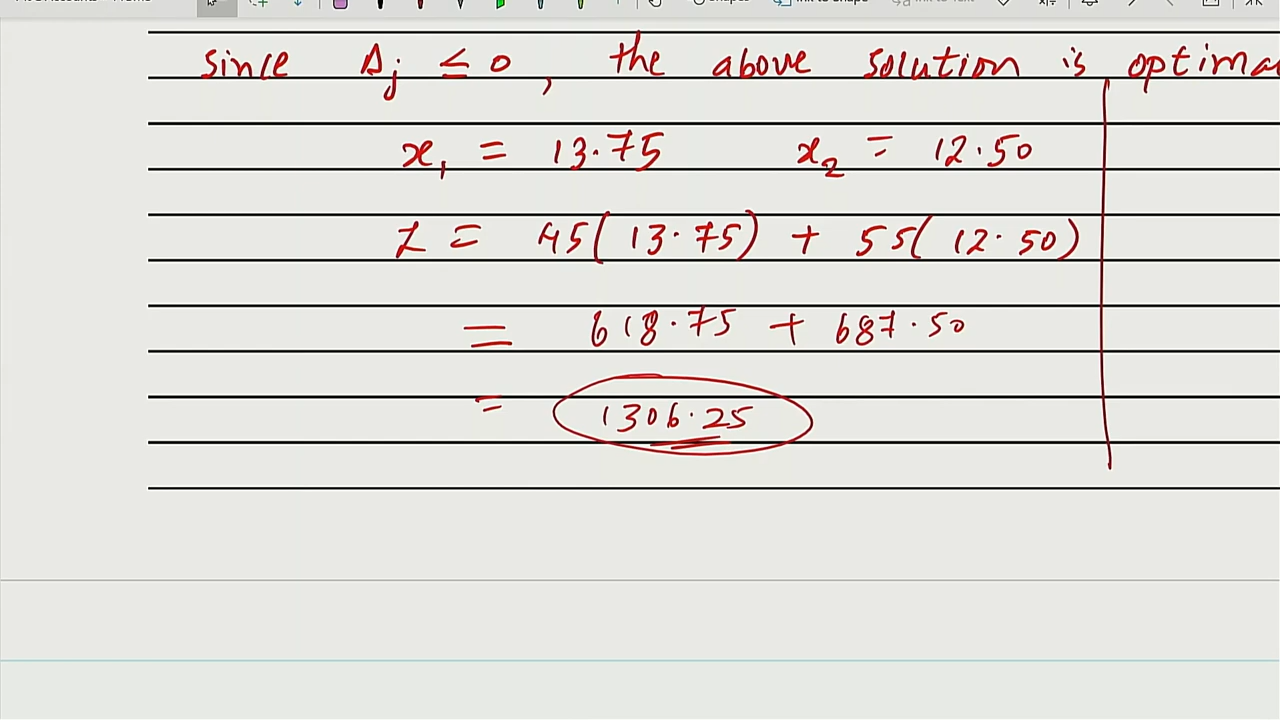 since Δj ≤ 0, the above solution is optima
x₁ = 13.75 x₂ = 12.50
Z = 45(13.75) + 55(12.50)
= 618.75 + 687.50
= 1306.25